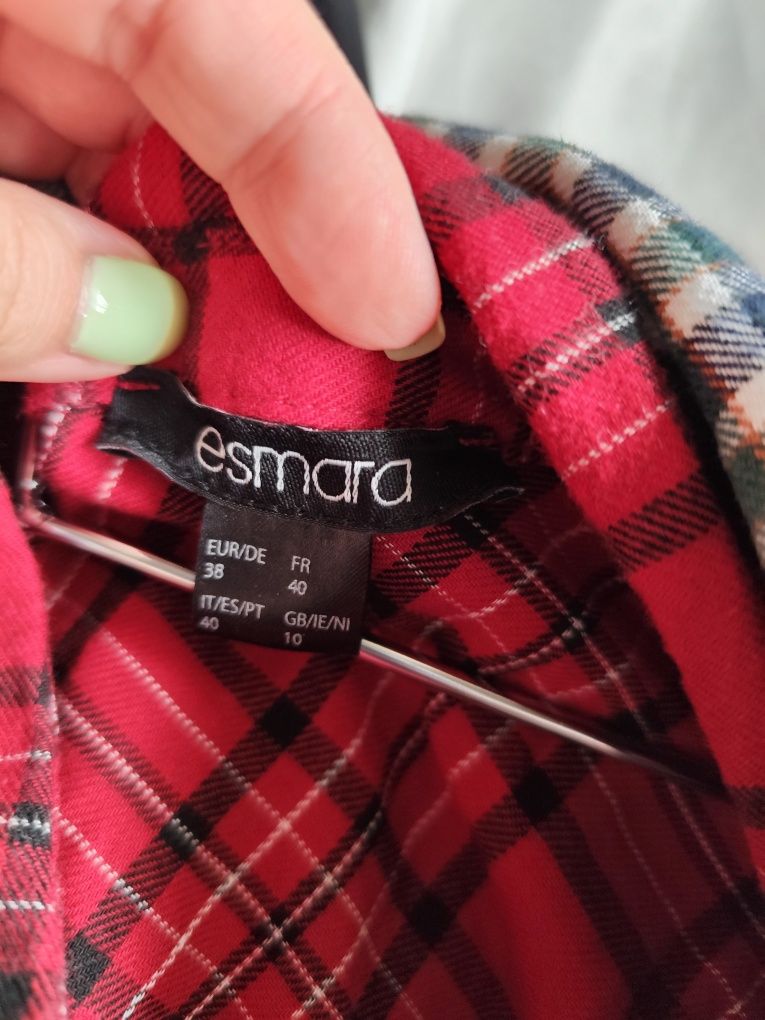 esmara
EUR/DE FR
38 40
IT/ES/PT GB/IE/NI
40 10